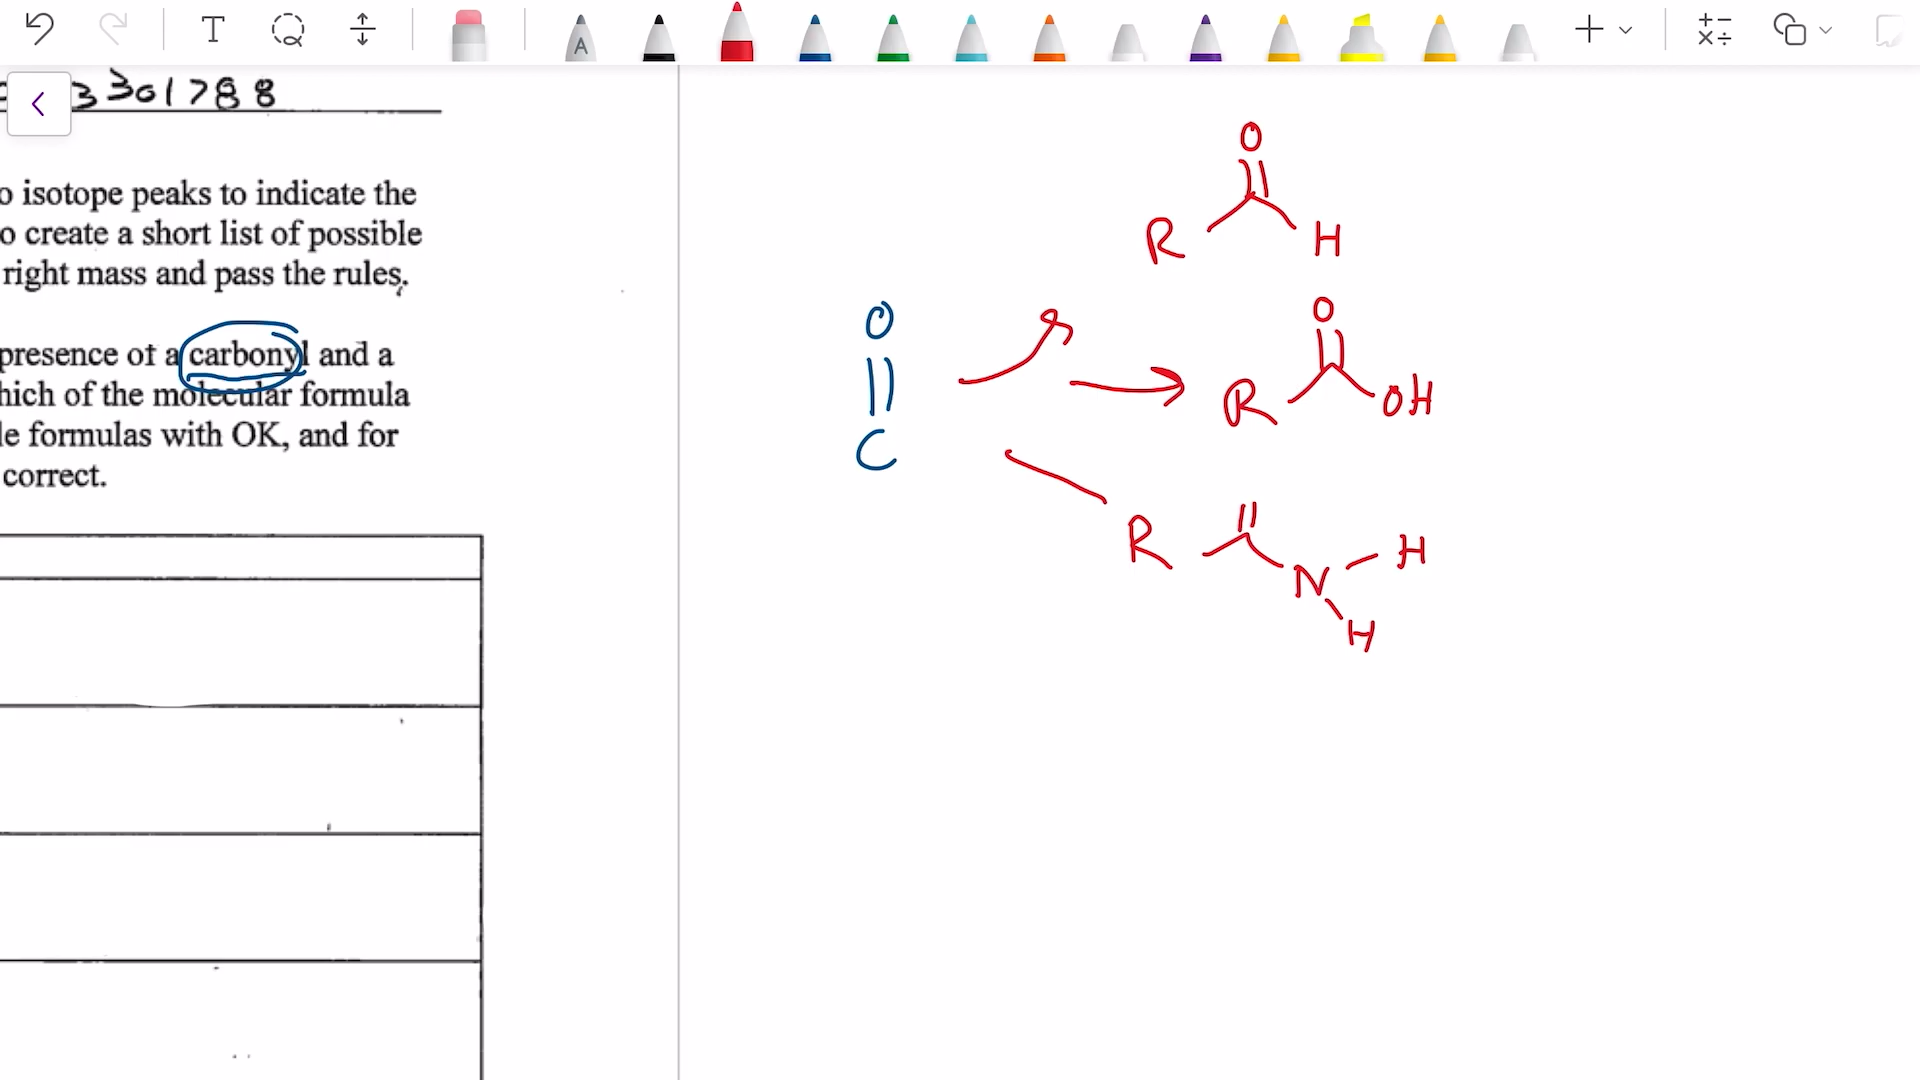 T
A
3301788
o isotope peaks to indicate the
o create a short list of possible
right mass and pass the rules.
presence of a carbonyl and a
hich of the molecular formula
le formulas with OK, and for
correct.
O
R H
O
C
O
R OH
R N H
H